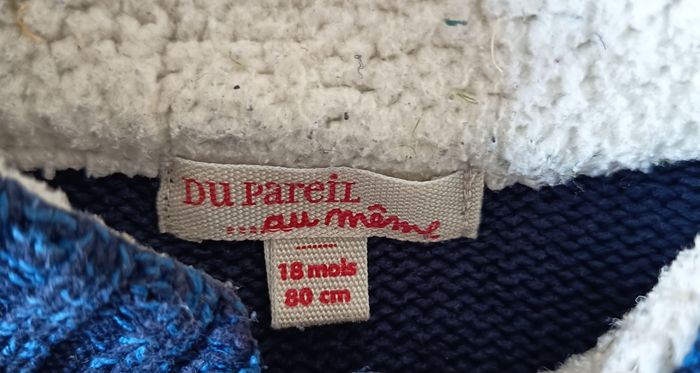 Du pareil
...au même
18 mois
80 cm